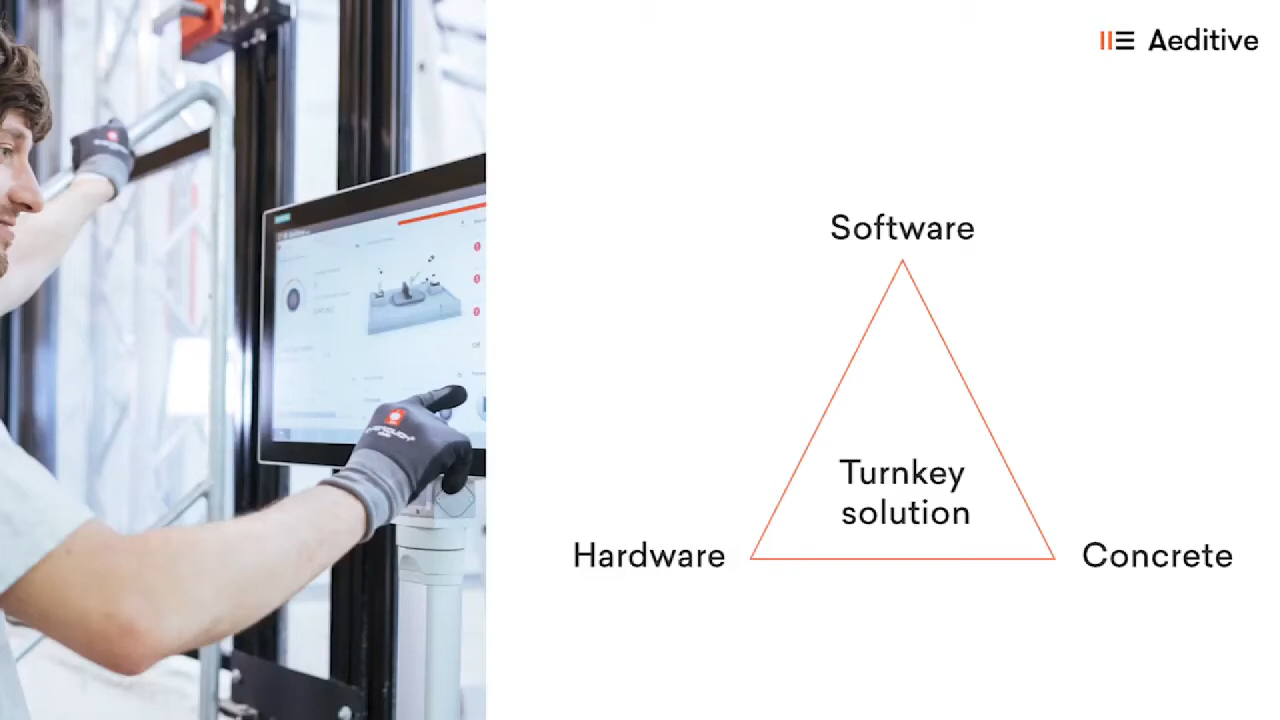 Aeditive
Software
Turnkey
solution
Hardware
Concrete